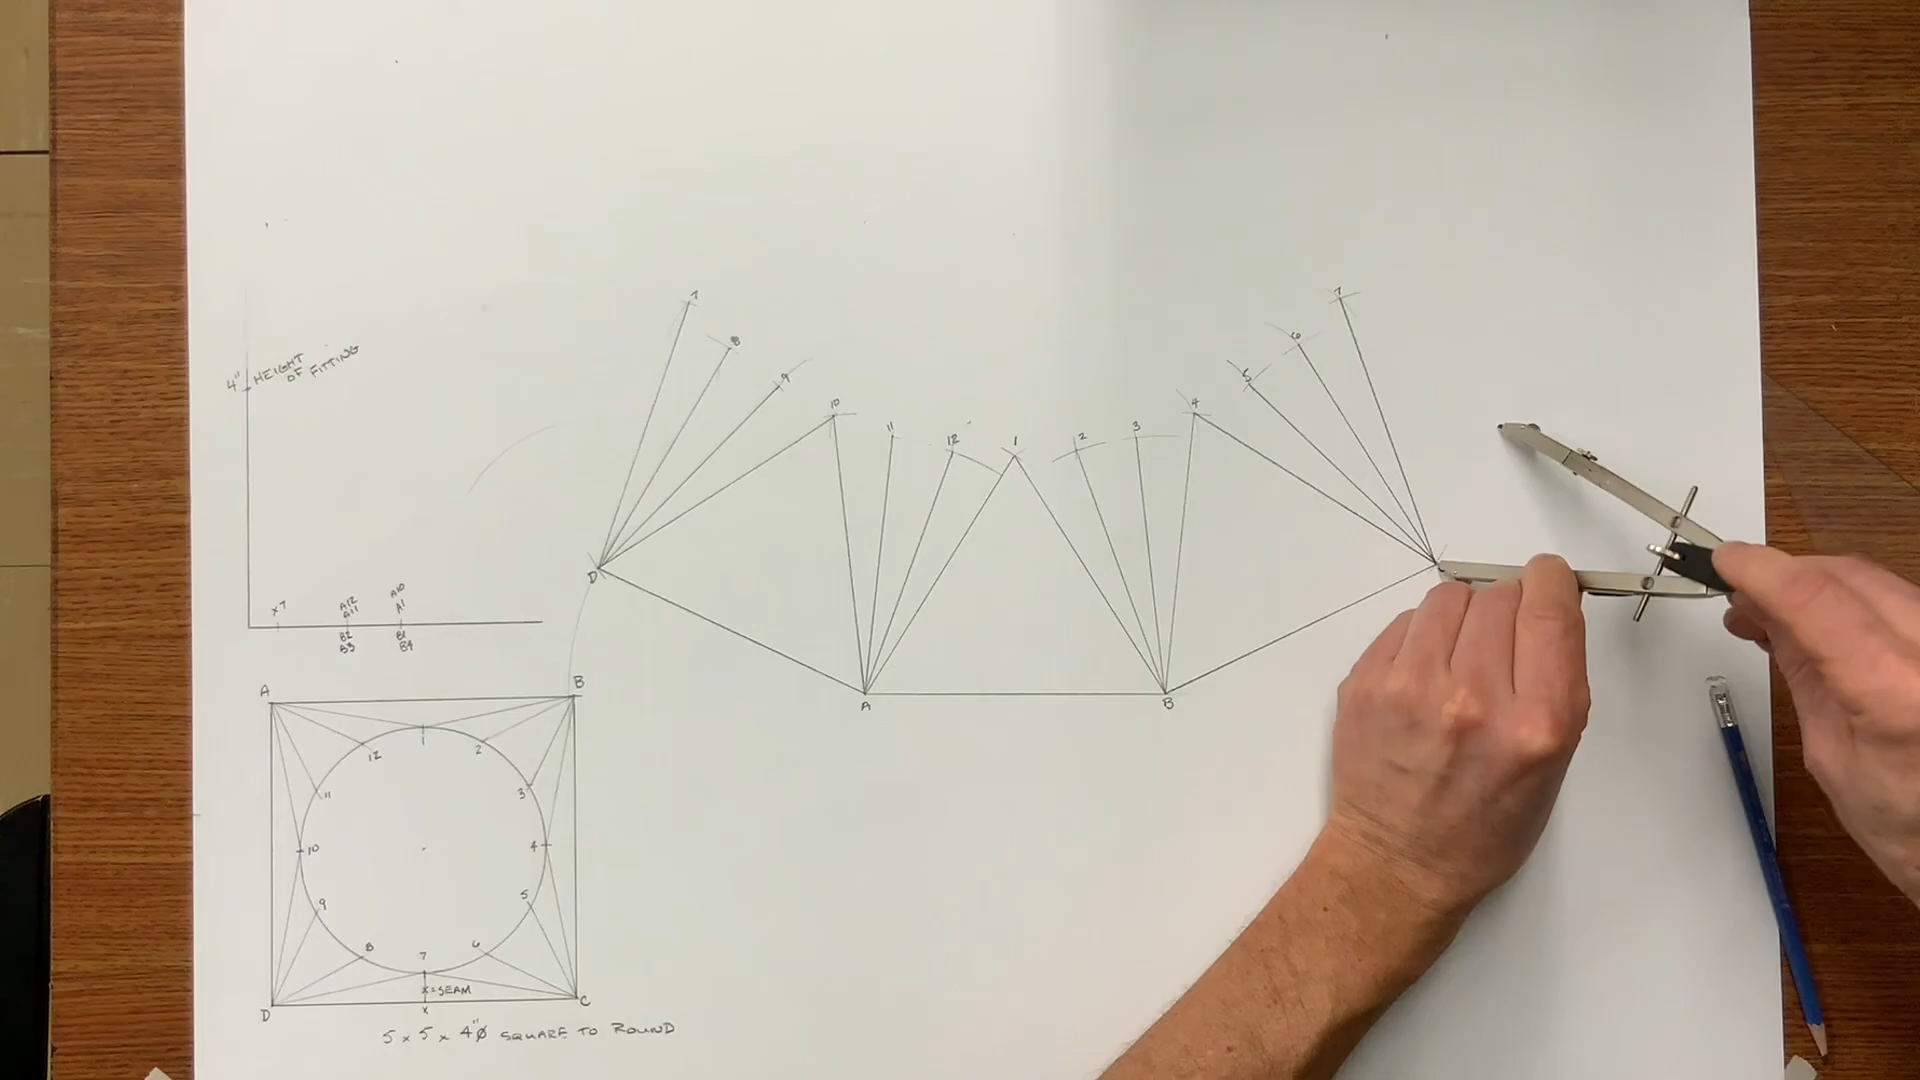 7
7
8
6
4" HEIGHT
OF FITTING
9
5
10
4
11
12
1
2
3
D
X7
A12
A11
A10
A1
B2
B3
B1
B4
A
B
A
B
1
2
12
3
11
10
4
9
5
8
6
7
X=SEAM
D
X
C
5 x 5 x 4"ø SQUARE TO ROUND